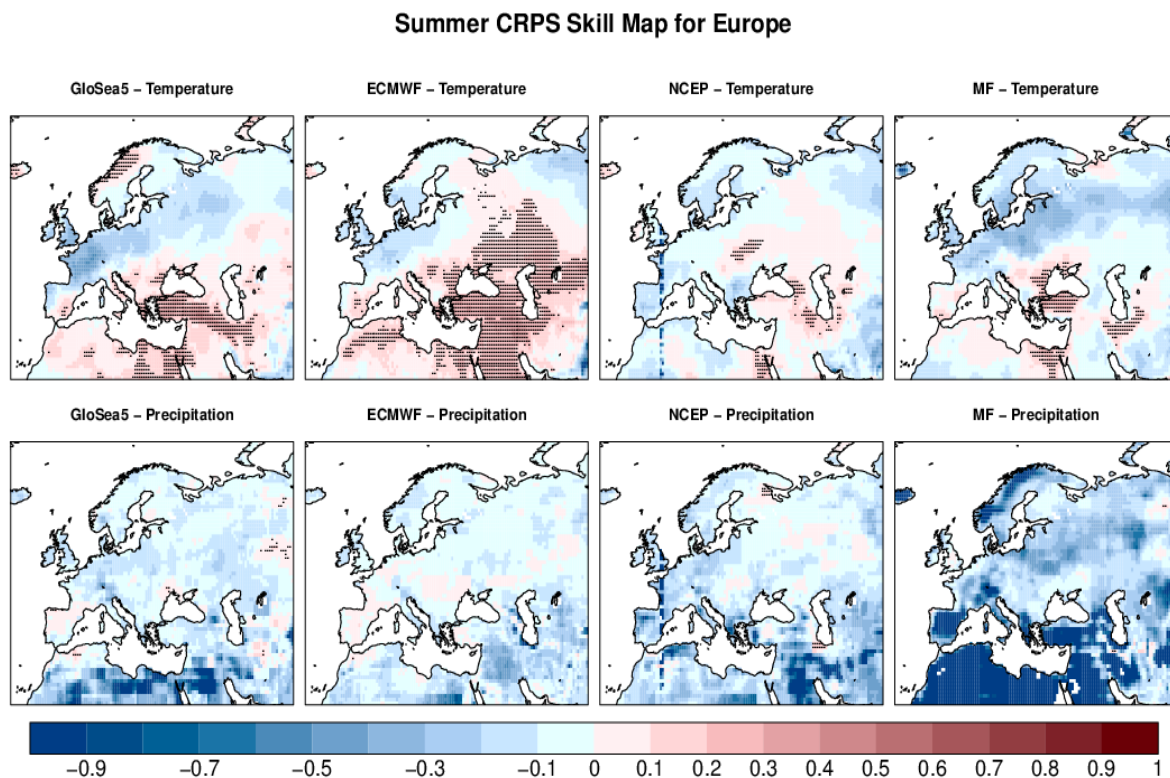 Summer CRPS Skill Map for Europe
GloSea5 – Temperature
ECMWF – Temperature
NCEP – Temperature
MF – Temperature
GloSea5 – Precipitation
ECMWF – Precipitation
NCEP – Precipitation
MF – Precipitation
−0.9 −0.7 −0.5 −0.3 −0.1 0 0.1 0.2 0.3 0.4 0.5 0.6 0.7 0.8 0.9 1